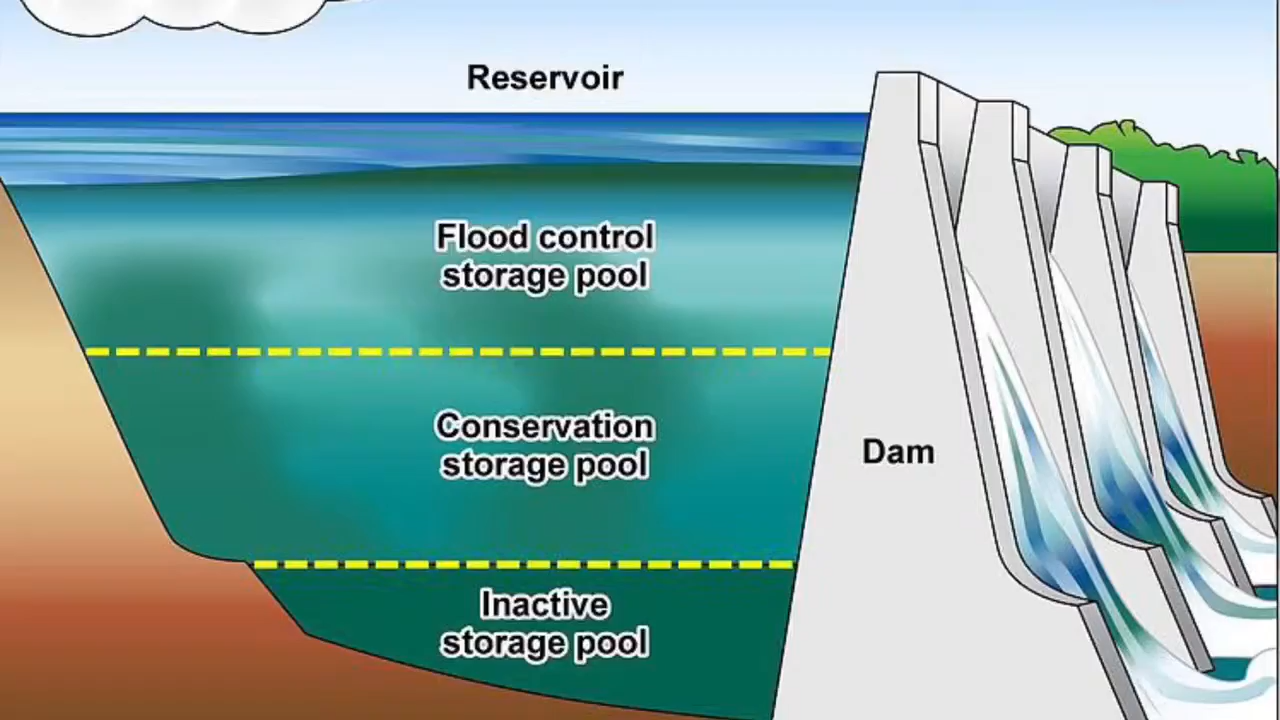 Reservoir
Flood control
storage pool
Conservation
storage pool
Dam
Inactive
storage pool